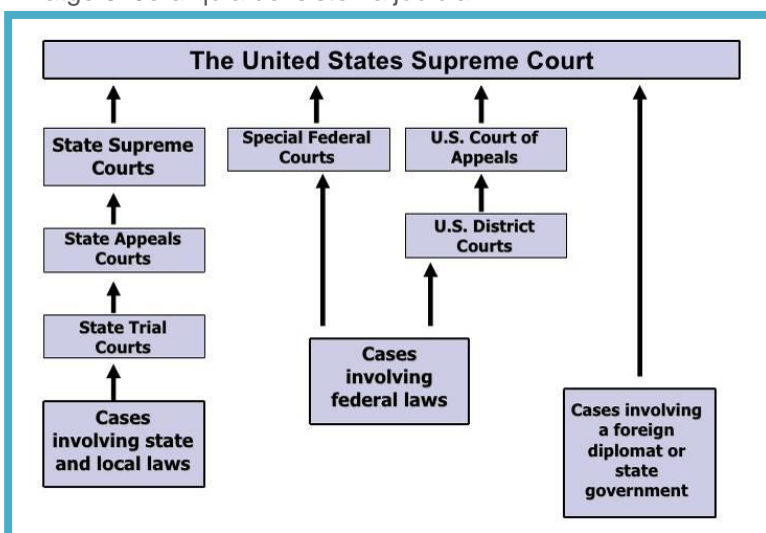 The United States Supreme Court
State Supreme
Courts
Special Federal
Courts
U.S. Court of
Appeals
State Appeals
Courts
U.S. District
Courts
State Trial
Courts
Cases
involving
federal laws
Cases
involving state
and local laws
Cases involving
a foreign
diplomat or
state
government